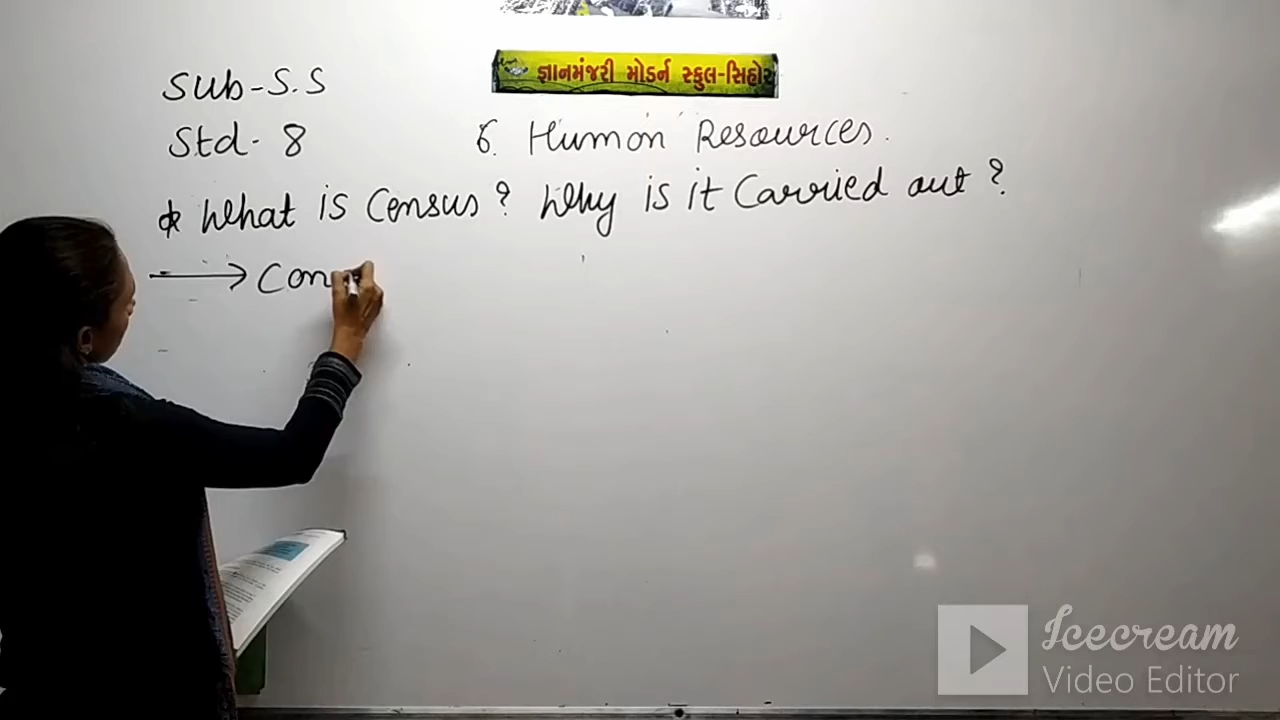 જ્ઞાનમંજરી મોડર્ન સ્કુલ-સિહોર
Sub-S.S
Std- 8
6. Human Resources.
* What is Census? Why is it Carried out?
→ Con
Icecream
Video Editor